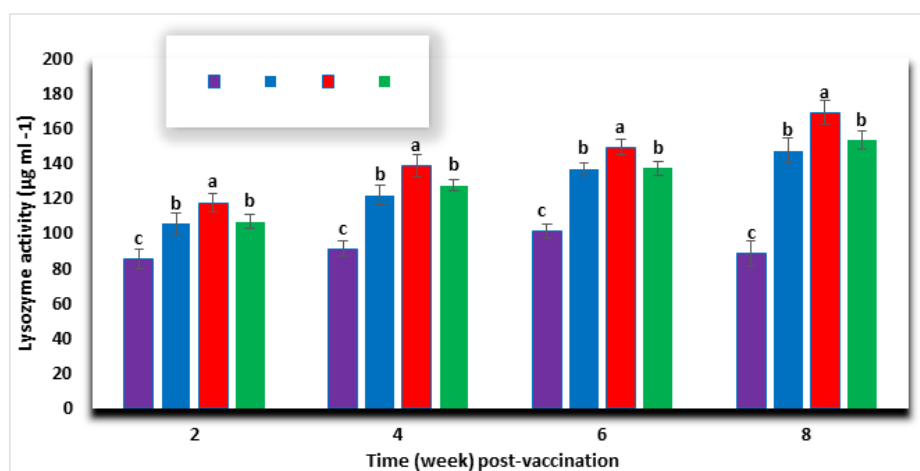 Lysozyme activity (µg ml -1)
200
180
160
140
120
100
80
60
40
20
0
c b a b
c b a b
c b a b
c b a b
2 4 6 8
Time (week) post-vaccination